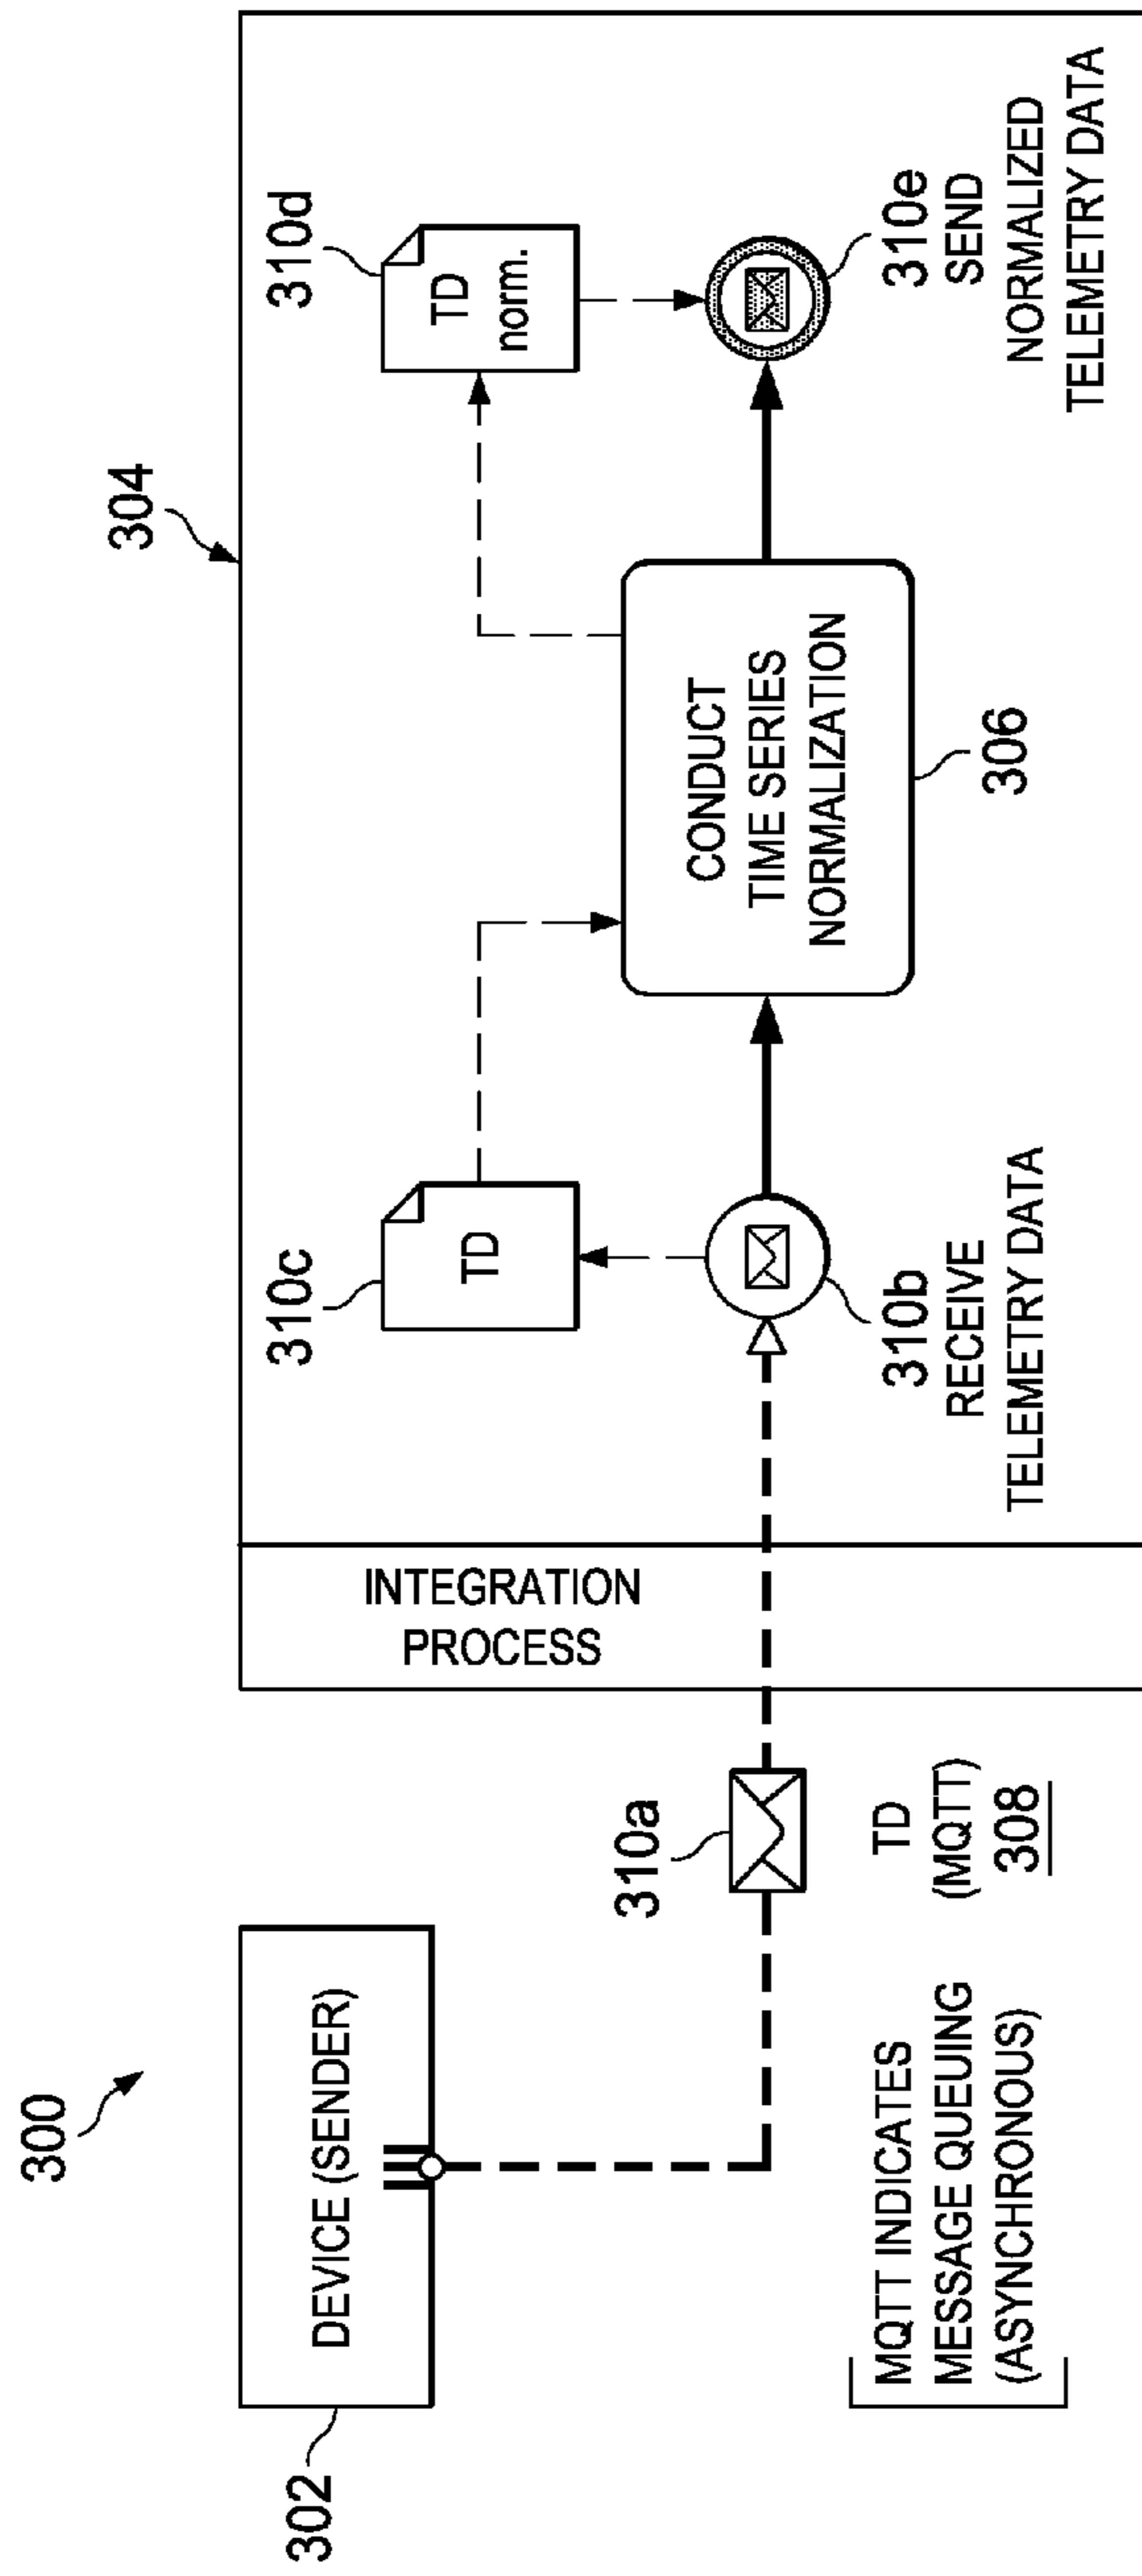 300
302
DEVICE (SENDER)
304
INTEGRATION
PROCESS
310a
TD
(MQTT)
308
MQTT INDICATES
MESSAGE QUEUING
(ASYNCHRONOUS)
310c
TD
310b
RECEIVE
TELEMETRY DATA
CONDUCT
TIME SERIES
NORMALIZATION
306
310d
TD
norm.
310e
SEND
NORMALIZED
TELEMETRY DATA